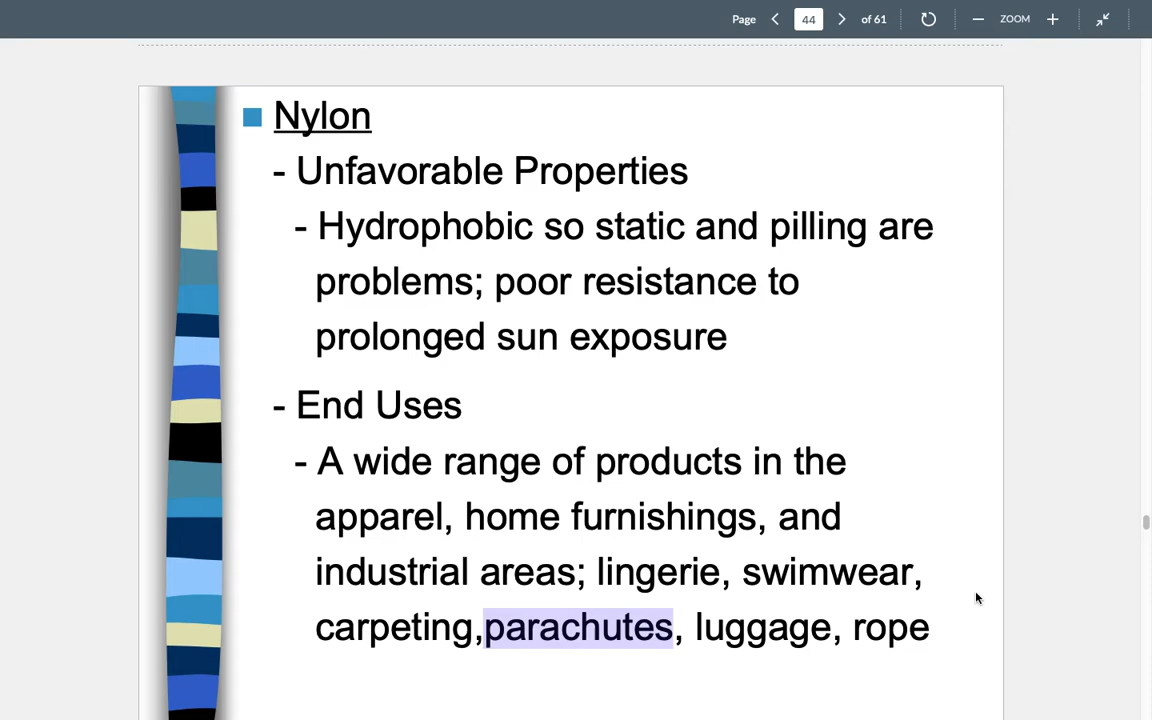 Page 44 of 61 ZOOM
Nylon
- Unfavorable Properties
- Hydrophobic so static and pilling are
problems; poor resistance to
prolonged sun exposure
- End Uses
- A wide range of products in the
apparel, home furnishings, and
industrial areas; lingerie, swimwear,
carpeting,parachutes, luggage, rope